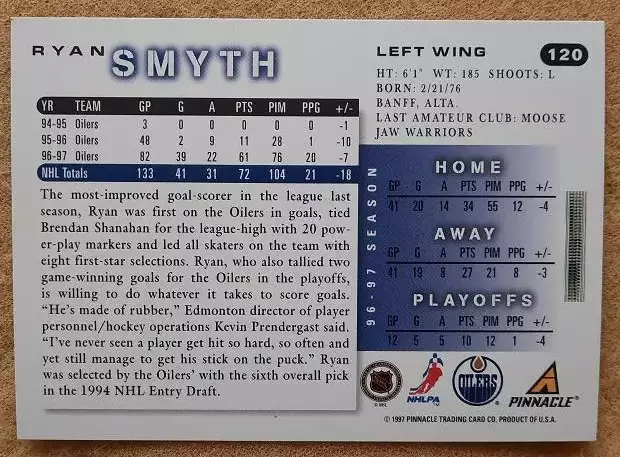 RYAN SMYTH
LEFT WING 120
HT: 6'1" WT: 185 SHOOTS: L
BORN: 2/21/76
BANFF, ALTA.
LAST AMATEUR CLUB: MOOSE
JAW WARRIORS
YR TEAM GP G A PTS PIM PPG +/-
94-95 Oilers 3 0 0 0 0 0 -1
95-96 Oilers 48 2 9 11 28 1 -10
96-97 Oilers 82 39 22 61 76 20 -7
NHL Totals 133 41 31 72 104 21 -18
The most-improved goal-scorer in the league last
season, Ryan was first on the Oilers in goals, tied
Brendan Shanahan for the league-high with 20 pow-
er-play markers and led all skaters on the team with
eight first-star selections. Ryan, who also tallied two
game-winning goals for the Oilers in the playoffs,
is willing to do whatever it takes to score goals.
“He’s made of rubber,” Edmonton director of player
personnel/hockey operations Kevin Prendergast said.
“I’ve never seen a player get hit so hard, so often and
yet still manage to get his stick on the puck.” Ryan
was selected by the Oilers’ with the sixth overall pick
in the 1994 NHL Entry Draft.
96-97 SEASON
HOME
GP G A PTS PIM PPG +/-
41 20 14 34 55 12 -4
AWAY
GP G A PTS PIM PPG +/-
41 19 8 27 21 8 -3
PLAYOFFS
GP G A PTS PIM PPG +/-
12 5 5 10 12 1 -4
NHL
© NHL
NHLPA
OILERS
PINNACLE
© 1997 PINNACLE TRADING CARD CO. PRODUCT OF U.S.A.